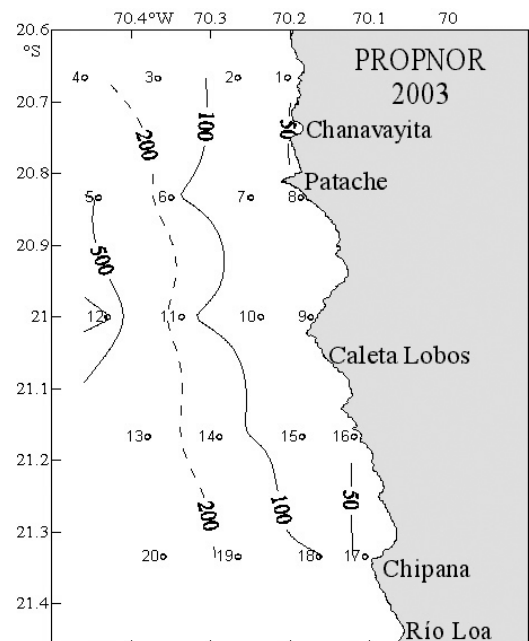 70.4°W 70.3 70.2 70.1 70
20.6
°S
PROPNOR
2003
4 3 2 1
20.7
100
50
Chanavayita
200
20.8
Patache
5 6 7 8
20.9
500
21
12 11 10 9
Caleta Lobos
21.1
13 14 15 16
21.2
50
100
200
21.3
20 19 18 17
Chipana
21.4
Río Loa